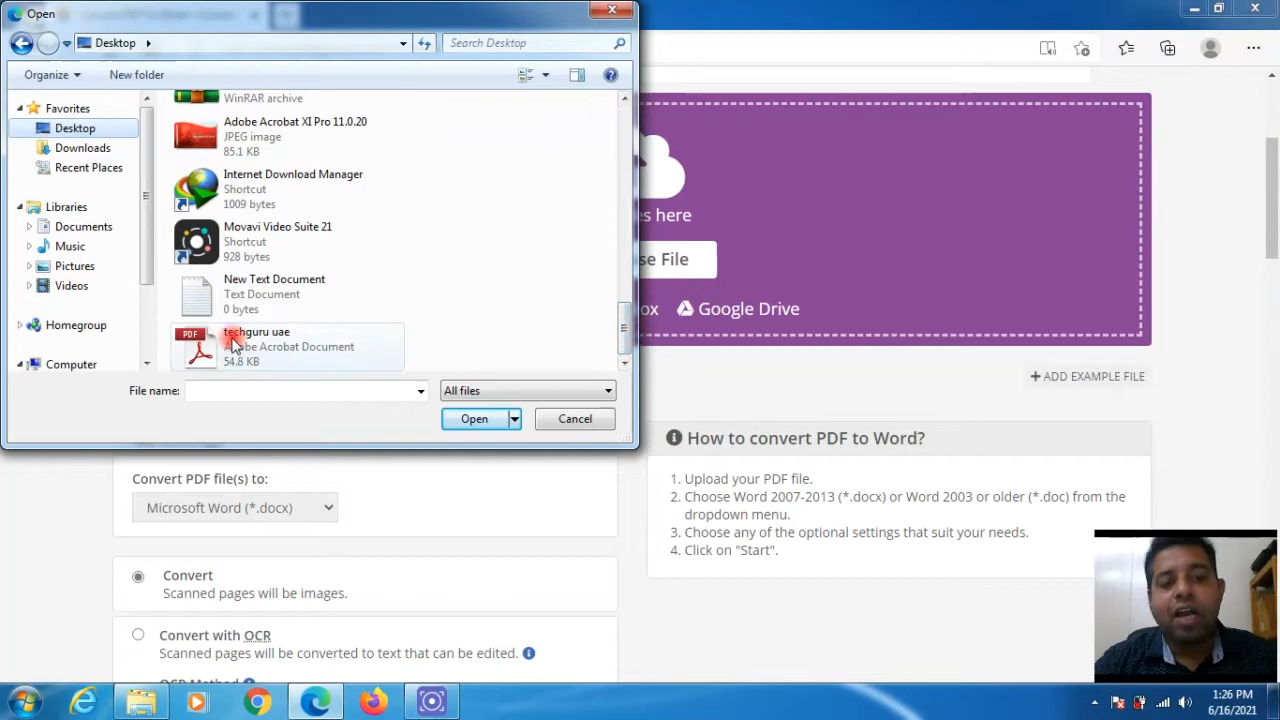 Open
Desktop
Search Desktop
Organize
New folder
Favorites
Desktop
Downloads
Recent Places
Libraries
Documents
Music
Pictures
Videos
Homegroup
Computer
WinRAR archive
Adobe Acrobat XI Pro 11.0.20
JPEG image
85.1 KB
Internet Download Manager
Shortcut
1009 bytes
Movavi Video Suite 21
Shortcut
928 bytes
New Text Document
Text Document
0 bytes
PDF
techguru uae
Adobe Acrobat Document
54.8 KB
File name:
All files
Open
Cancel
es here
se File
ox
Google Drive
ADD EXAMPLE FILE
Convert PDF file(s) to:
Microsoft Word (*.docx)
Convert
Scanned pages will be images.
Convert with OCR
Scanned pages will be converted to text that can be edited.
OCR Method
How to convert PDF to Word?
1. Upload your PDF file.
2. Choose Word 2007-2013 (*.docx) or Word 2003 or older (*.doc) from the
dropdown menu.
3. Choose any of the optional settings that suit your needs.
4. Click on "Start".
1:26 PM
6/16/2021